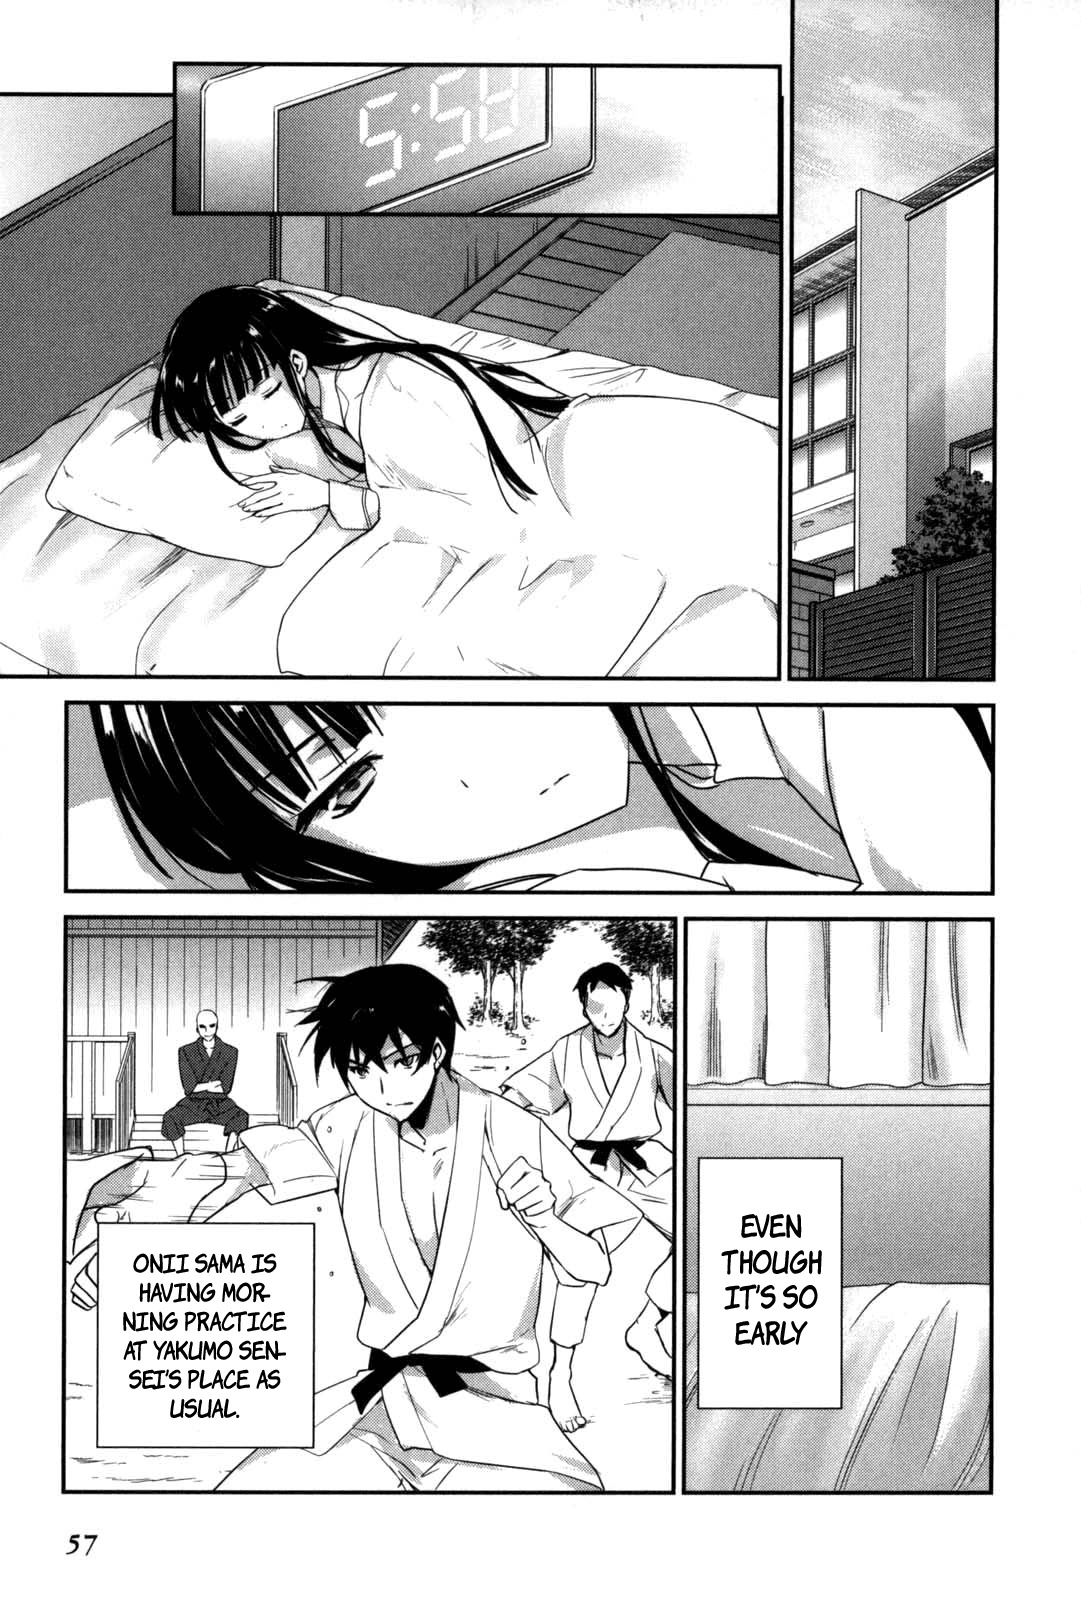 5:58
EVEN
THOUGH
IT'S SO
EARLY
ONII SAMA IS
HAVING MOR-
NING PRACTICE
AT YAKUMO SEN-
SEI'S PLACE AS
USUAL.
57